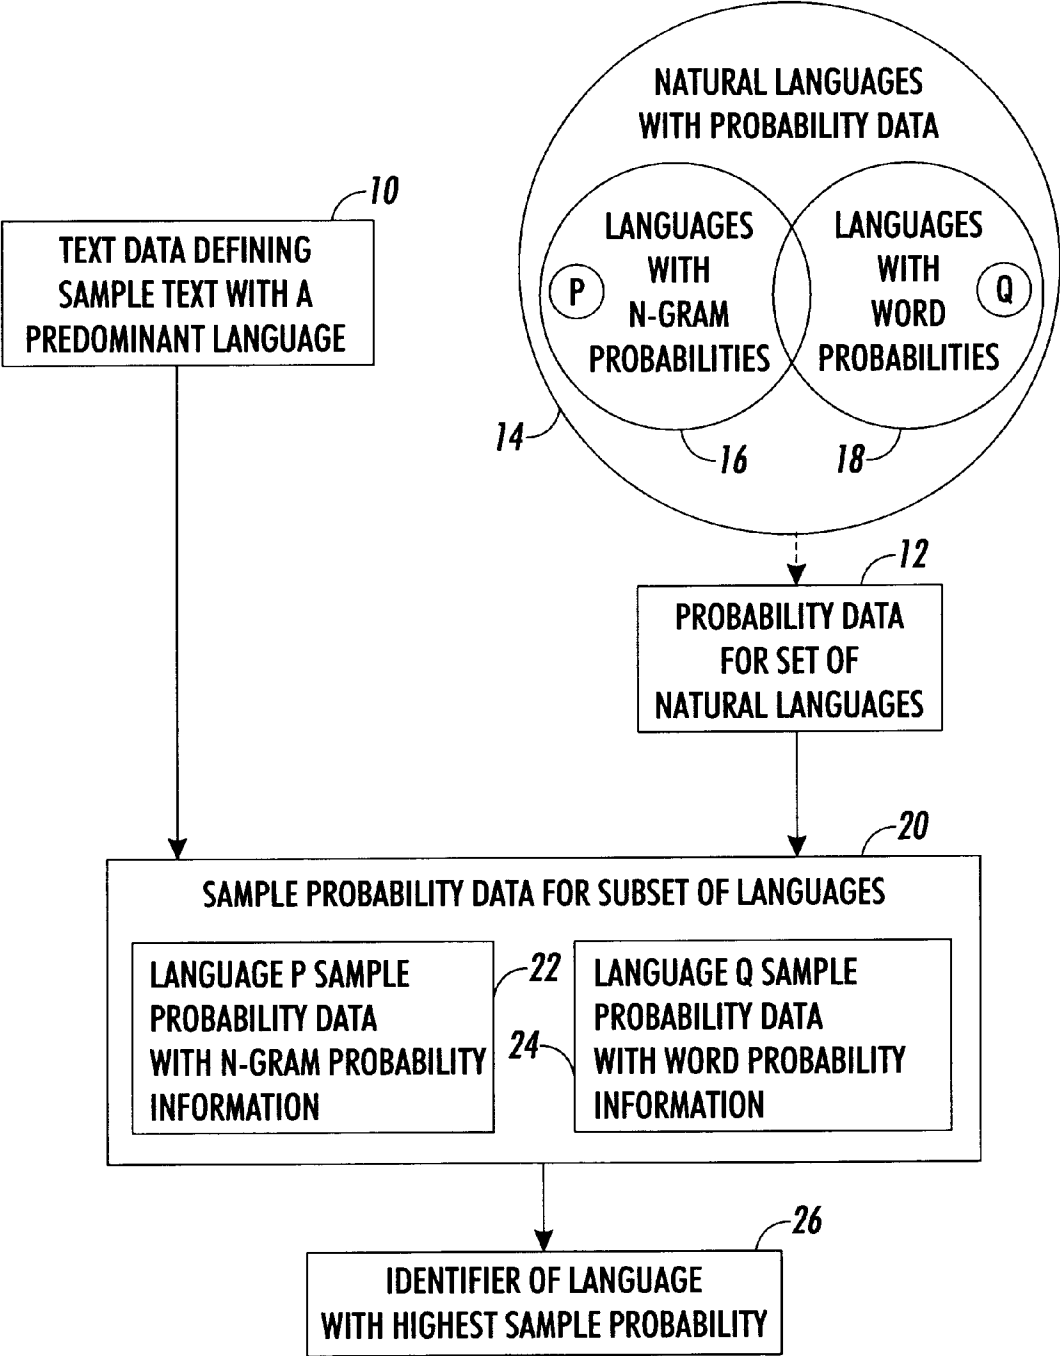 NATURAL LANGUAGES
WITH PROBABILITY DATA
10
TEXT DATA DEFINING
SAMPLE TEXT WITH A
PREDOMINANT LANGUAGE
LANGUAGES
WITH
N-GRAM
PROBABILITIES
P
LANGUAGES
WITH
WORD
PROBABILITIES
Q
14
16
18
12
PROBABILITY DATA
FOR SET OF
NATURAL LANGUAGES
20
SAMPLE PROBABILITY DATA FOR SUBSET OF LANGUAGES
LANGUAGE P SAMPLE
PROBABILITY DATA
WITH N-GRAM PROBABILITY
INFORMATION
22
24
LANGUAGE Q SAMPLE
PROBABILITY DATA
WITH WORD PROBABILITY
INFORMATION
26
IDENTIFIER OF LANGUAGE
WITH HIGHEST SAMPLE PROBABILITY